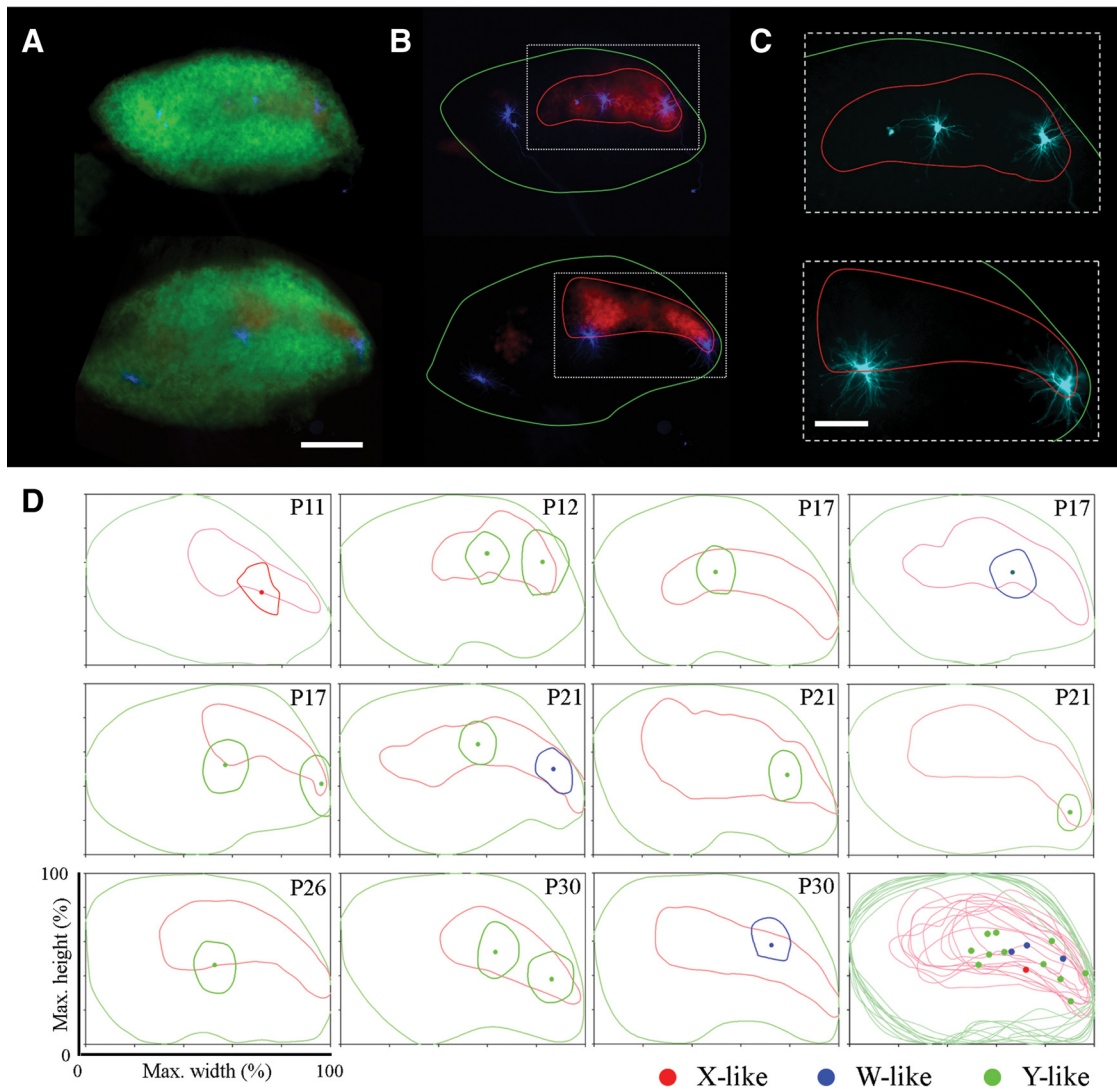 A
B
C
D
P11
P12
P17
P17
P17
P21
P21
P21
100
P26
P30
P30
Max. height (%)
0
0
Max. width (%)
100
X-like
W-like
Y-like